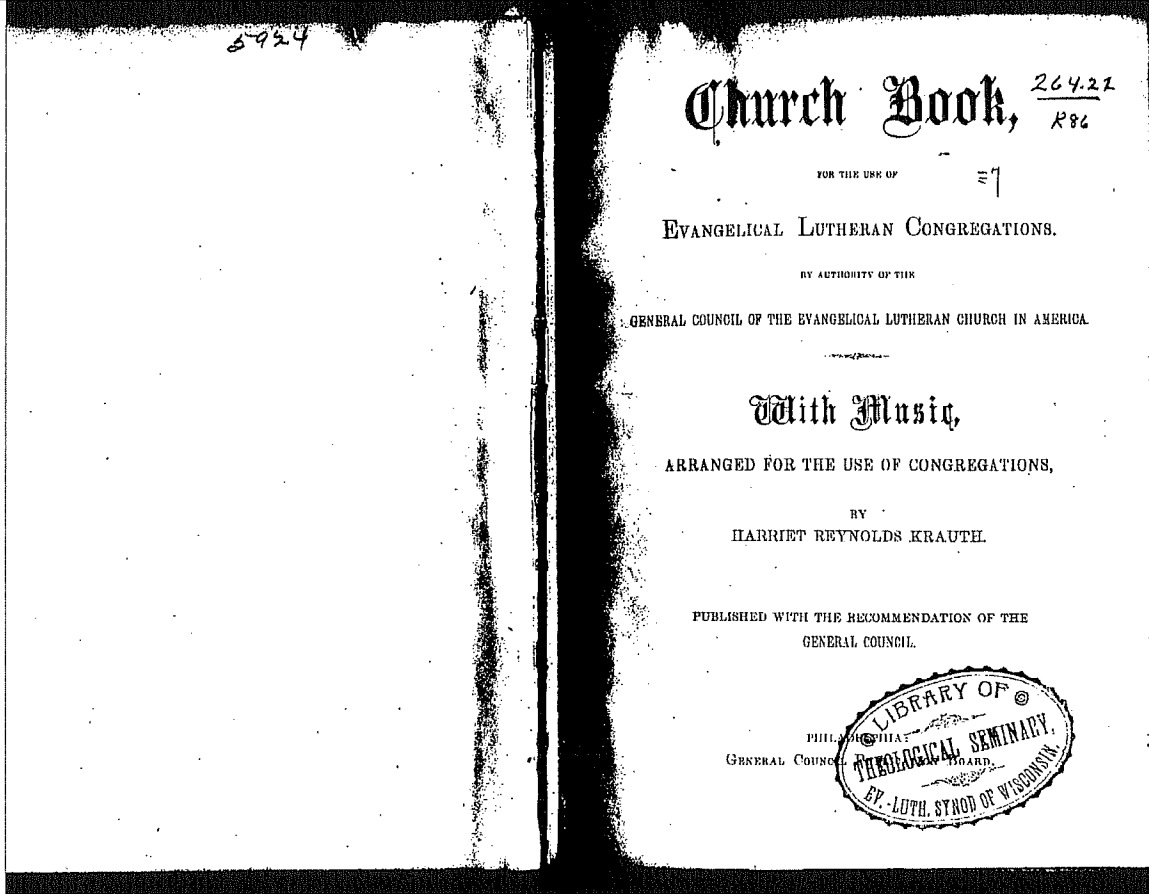 5924
Church Book,
264.22
K86
FOR THE USE OF
EVANGELICAL LUTHERAN CONGREGATIONS.
BY AUTHORITY OF THE
GENERAL COUNCIL OF THE EVANGELICAL LUTHERAN CHURCH IN AMERICA.
With Music,
ARRANGED FOR THE USE OF CONGREGATIONS,
BY
HARRIET REYNOLDS KRAUTH.
PUBLISHED WITH THE RECOMMENDATION OF THE
GENERAL COUNCIL.
PHILADELPHIA:
GENERAL COUNCIL BOARD.
LIBRARY OF
THEOLOGICAL SEMINARY,
EV.-LUTH. SYNOD OF WISCONSIN.